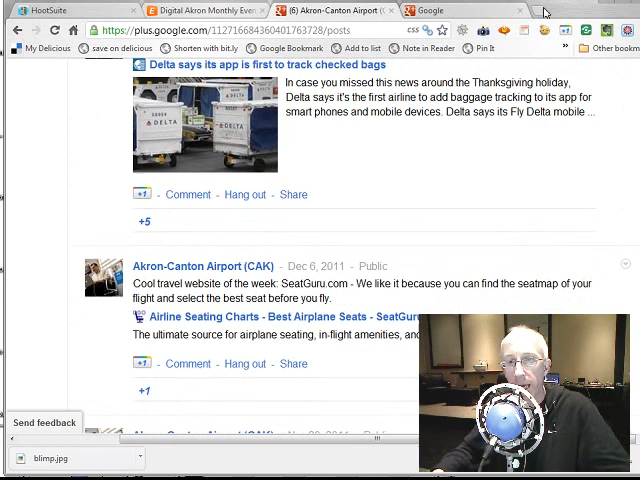 HootSuite
Digital Akron Monthly Even
(6) Akron-Canton Airport (
Google
https://plus.google.com/112716684360401763728/posts
css
My Delicious
save on delicious
Shorten with bit.ly
Google Bookmark
Add to list
Note in Reader
Pin It
Other bookm
Delta says its app is first to track checked bags
In case you missed this news around the Thanksgiving holiday,
Delta says it's the first airline to add baggage tracking to its app for
smart phones and mobile devices. Delta says its Fly Delta mobile ...
DELTA
DELTA
+1 - Comment - Hang out - Share
+5
Akron-Canton Airport (CAK) - Dec 6, 2011 - Public
Cool travel website of the week: SeatGuru.com - We like it because you can find the seatmap of your
flight and select the best seat before you fly.
Airline Seating Charts - Best Airplane Seats - SeatGuru
The ultimate source for airplane seating, in-flight amenities, and
+1 - Comment - Hang out - Share
+1
Send feedback
blimp.jpg